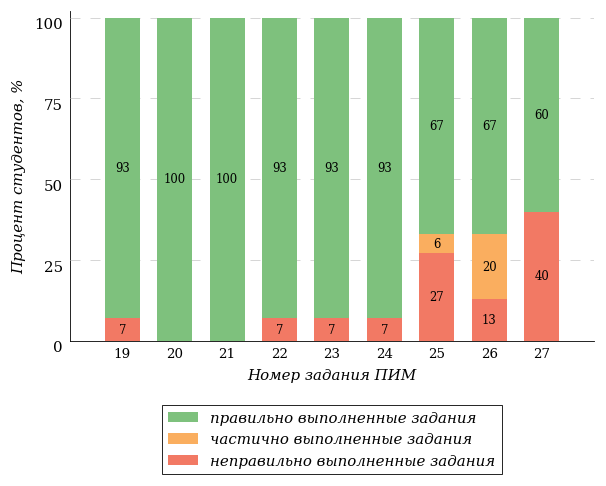 Процент студентов, %
100
75
50
25
0
93 100 100 93 93 93 67 67 60
6 20
7 7 7 7 27 13 40
19 20 21 22 23 24 25 26 27
Номер задания ПИМ
правильно выполненные задания
частично выполненные задания
неправильно выполненные задания